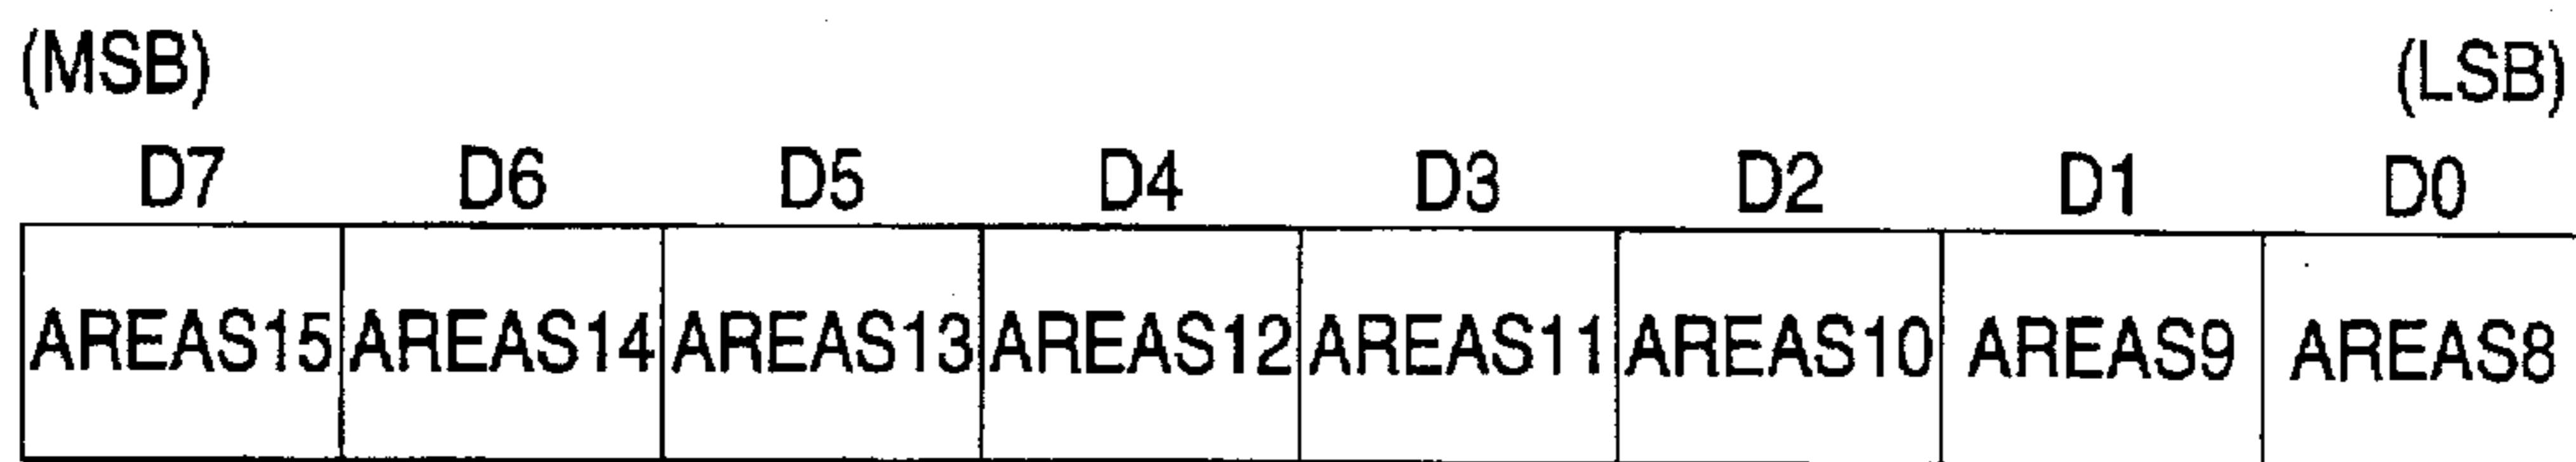 (MSB) (LSB)
D7 D6 D5 D4 D3 D2 D1 D0
AREAS15 AREAS14 AREAS13 AREAS12 AREAS11 AREAS10 AREAS9 AREAS8